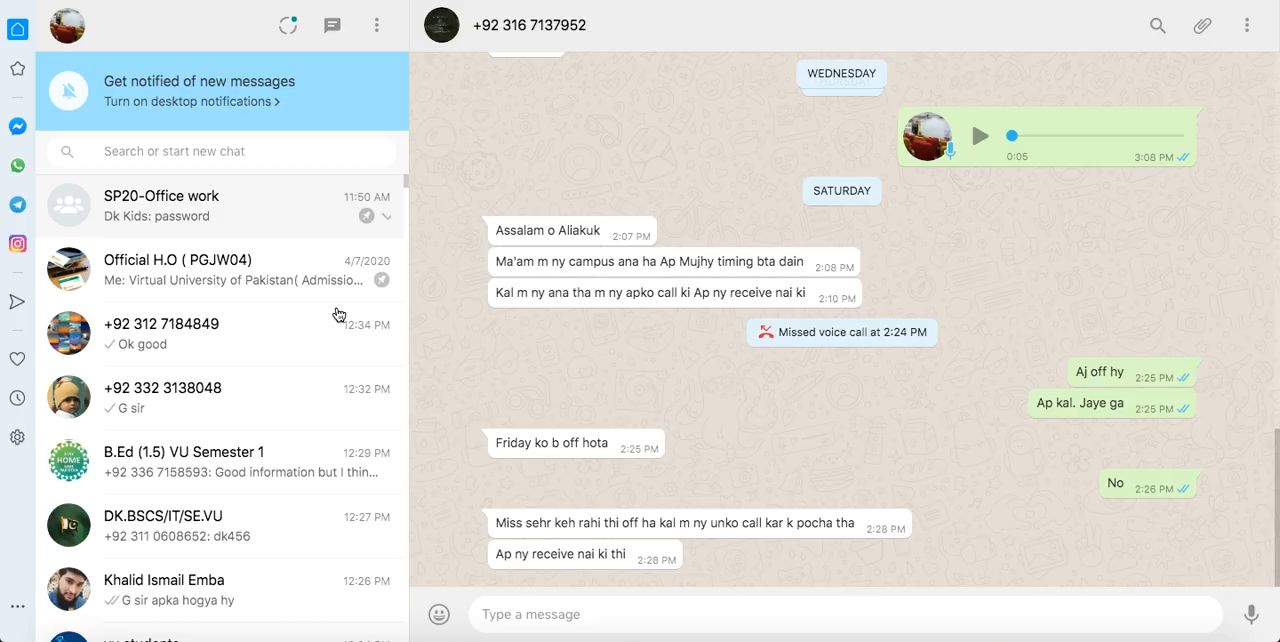 Get notified of new messages
Turn on desktop notifications >
Search or start new chat
SP20-Office work
11:50 AM
Dk Kids: password
Official H.O ( PGJW04)
4/7/2020
Me: Virtual University of Pakistan( Admissio...
+92 312 7184849
12:34 PM
Ok good
+92 332 3138048
12:32 PM
G sir
B.Ed (1.5) VU Semester 1
12:29 PM
+92 336 7158593: Good information but I thin...
DK.BSCS/IT/SE.VU
12:27 PM
+92 311 0608652: dk456
Khalid Ismail Emba
12:26 PM
G sir apka hogya hy
+92 316 7137952
WEDNESDAY
0:05
3:08 PM
SATURDAY
Assalam o Aliakuk 2:07 PM
Ma'am m ny campus ana ha Ap Mujhy timing bta dain 2:08 PM
Kal m ny ana tha m ny apko call ki Ap ny receive nai ki 2:10 PM
Missed voice call at 2:24 PM
Aj off hy 2:25 PM
Ap kal. Jaye ga 2:25 PM
Friday ko b off hota 2:25 PM
No 2:26 PM
Miss sehr keh rahi thi off ha kal m ny unko call kar k pocha tha 2:28 PM
Ap ny receive nai ki thi 2:28 PM
Type a message